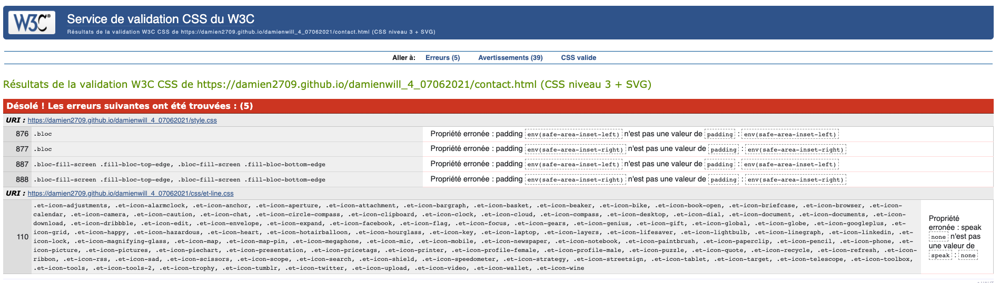 W3C®
Service de validation CSS du W3C
Résultats de la validation W3C CSS de https://damien2709.github.io/damienwill_4_07062021/contact.html (CSS niveau 3 + SVG)
Aller à: Erreurs (5) Avertissements (39) CSS valide
Résultats de la validation W3C CSS de https://damien2709.github.io/damienwill_4_07062021/contact.html (CSS niveau 3 + SVG)
Désolé ! Les erreurs suivantes ont été trouvées : (5)
URI : https://damien2709.github.io/damienwill_4_07062021/style.css
876 .bloc Propriété erronée : padding env(safe-area-inset-left) n'est pas une valeur de padding : env(safe-area-inset-left)
877 .bloc Propriété erronée : padding env(safe-area-inset-right) n'est pas une valeur de padding : env(safe-area-inset-right)
887 .bloc-fill-screen .fill-bloc-top-edge, .bloc-fill-screen .fill-bloc-bottom-edge Propriété erronée : padding env(safe-area-inset-left) n'est pas une valeur de padding : env(safe-area-inset-left)
888 .bloc-fill-screen .fill-bloc-top-edge, .bloc-fill-screen .fill-bloc-bottom-edge Propriété erronée : padding env(safe-area-inset-right) n'est pas une valeur de padding : env(safe-area-inset-right)
URI : https://damien2709.github.io/damienwill_4_07062021/css/et-line.css
110
.et-icon-adjustments, .et-icon-alarmclock, .et-icon-anchor, .et-icon-aperture, .et-icon-attachment, .et-icon-bargraph, .et-icon-basket, .et-icon-beaker, .et-icon-bike, .et-icon-book-open, .et-icon-briefcase, .et-icon-browser, .et-icon-
calendar, .et-icon-camera, .et-icon-caution, .et-icon-chat, .et-icon-circle-compass, .et-icon-clipboard, .et-icon-clock, .et-icon-cloud, .et-icon-compass, .et-icon-desktop, .et-icon-dial, .et-icon-document, .et-icon-documents, .et-icon-
download, .et-icon-dribbble, .et-icon-edit, .et-icon-envelope, .et-icon-expand, .et-icon-facebook, .et-icon-flag, .et-icon-focus, .et-icon-gears, .et-icon-genius, .et-icon-gift, .et-icon-global, .et-icon-globe, .et-icon-googleplus, .et-
icon-grid, .et-icon-happy, .et-icon-hazardous, .et-icon-heart, .et-icon-hotairballoon, .et-icon-hourglass, .et-icon-key, .et-icon-laptop, .et-icon-layers, .et-icon-lifesaver, .et-icon-lightbulb, .et-icon-linegraph, .et-icon-linkedin, .et-
icon-lock, .et-icon-magnifying-glass, .et-icon-map, .et-icon-map-pin, .et-icon-megaphone, .et-icon-mic, .et-icon-mobile, .et-icon-newspaper, .et-icon-notebook, .et-icon-paintbrush, .et-icon-paperclip, .et-icon-pencil, .et-icon-phone, .et-
icon-picture, .et-icon-pictures, .et-icon-piechart, .et-icon-presentation, .et-icon-pricetags, .et-icon-printer, .et-icon-profile-female, .et-icon-profile-male, .et-icon-puzzle, .et-icon-quote, .et-icon-recycle, .et-icon-refresh, .et-icon-
ribbon, .et-icon-rss, .et-icon-sad, .et-icon-scissors, .et-icon-scope, .et-icon-search, .et-icon-shield, .et-icon-speedometer, .et-icon-strategy, .et-icon-streetsign, .et-icon-tablet, .et-icon-target, .et-icon-telescope, .et-icon-toolbox,
.et-icon-tools, .et-icon-tools-2, .et-icon-trophy, .et-icon-tumblr, .et-icon-twitter, .et-icon-upload, .et-icon-video, .et-icon-wallet, .et-icon-wine
Propriété
erronée : speak
none n'est pas
une valeur de
speak : none